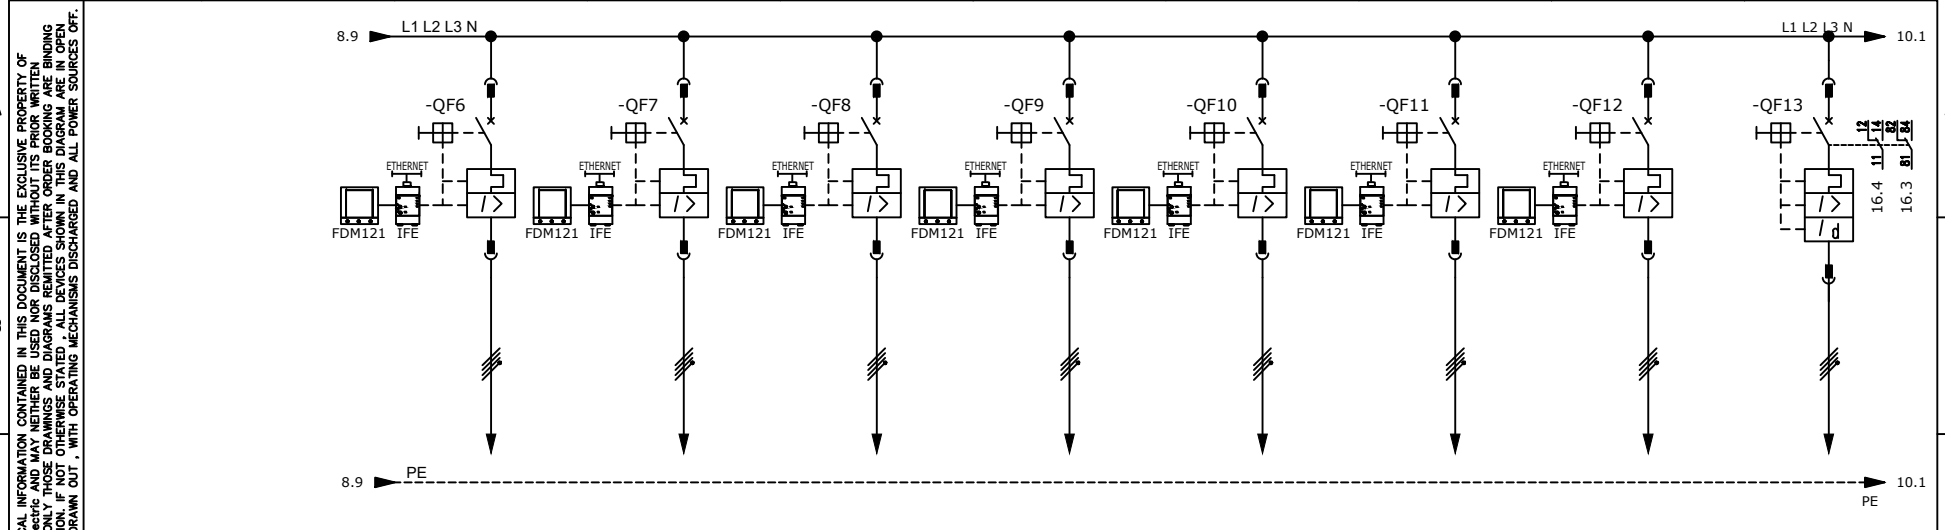 CAL INFORMATION CONTAINED IN THIS DOCUMENT IS THE EXCLUSIVE PROPERTY OF
ectric AND MAY NEITHER BE USED NOR DISCLOSED WITHOUT ITS PRIOR WRITTEN
ONLY THOSE DRAWINGS AND DIAGRAMS REMITTED AFTER ORDER BOOKING ARE BINDING
ION. IF NOT OTHERWISE STATED , ALL DEVICES SHOWN IN THIS DIAGRAM ARE IN OPEN
DRAWN OUT , WITH OPERATING MECHANISMS DISCHARGED AND ALL POWER SOURCES OFF.
8.9 L1 L2 L3 N L1 L2 L3 N 10.1
-QF6 -QF7 -QF8 -QF9 -QF10 -QF11 -QF12 -QF13
12 14 82 84
11 81
ETHERNET ETHERNET ETHERNET ETHERNET ETHERNET ETHERNET ETHERNET
16.4 16.3
I > I > I > I > I > I > I > I >
I d
FDM121 IFE FDM121 IFE FDM121 IFE FDM121 IFE FDM121 IFE FDM121 IFE FDM121 IFE
8.9 PE 10.1
PE